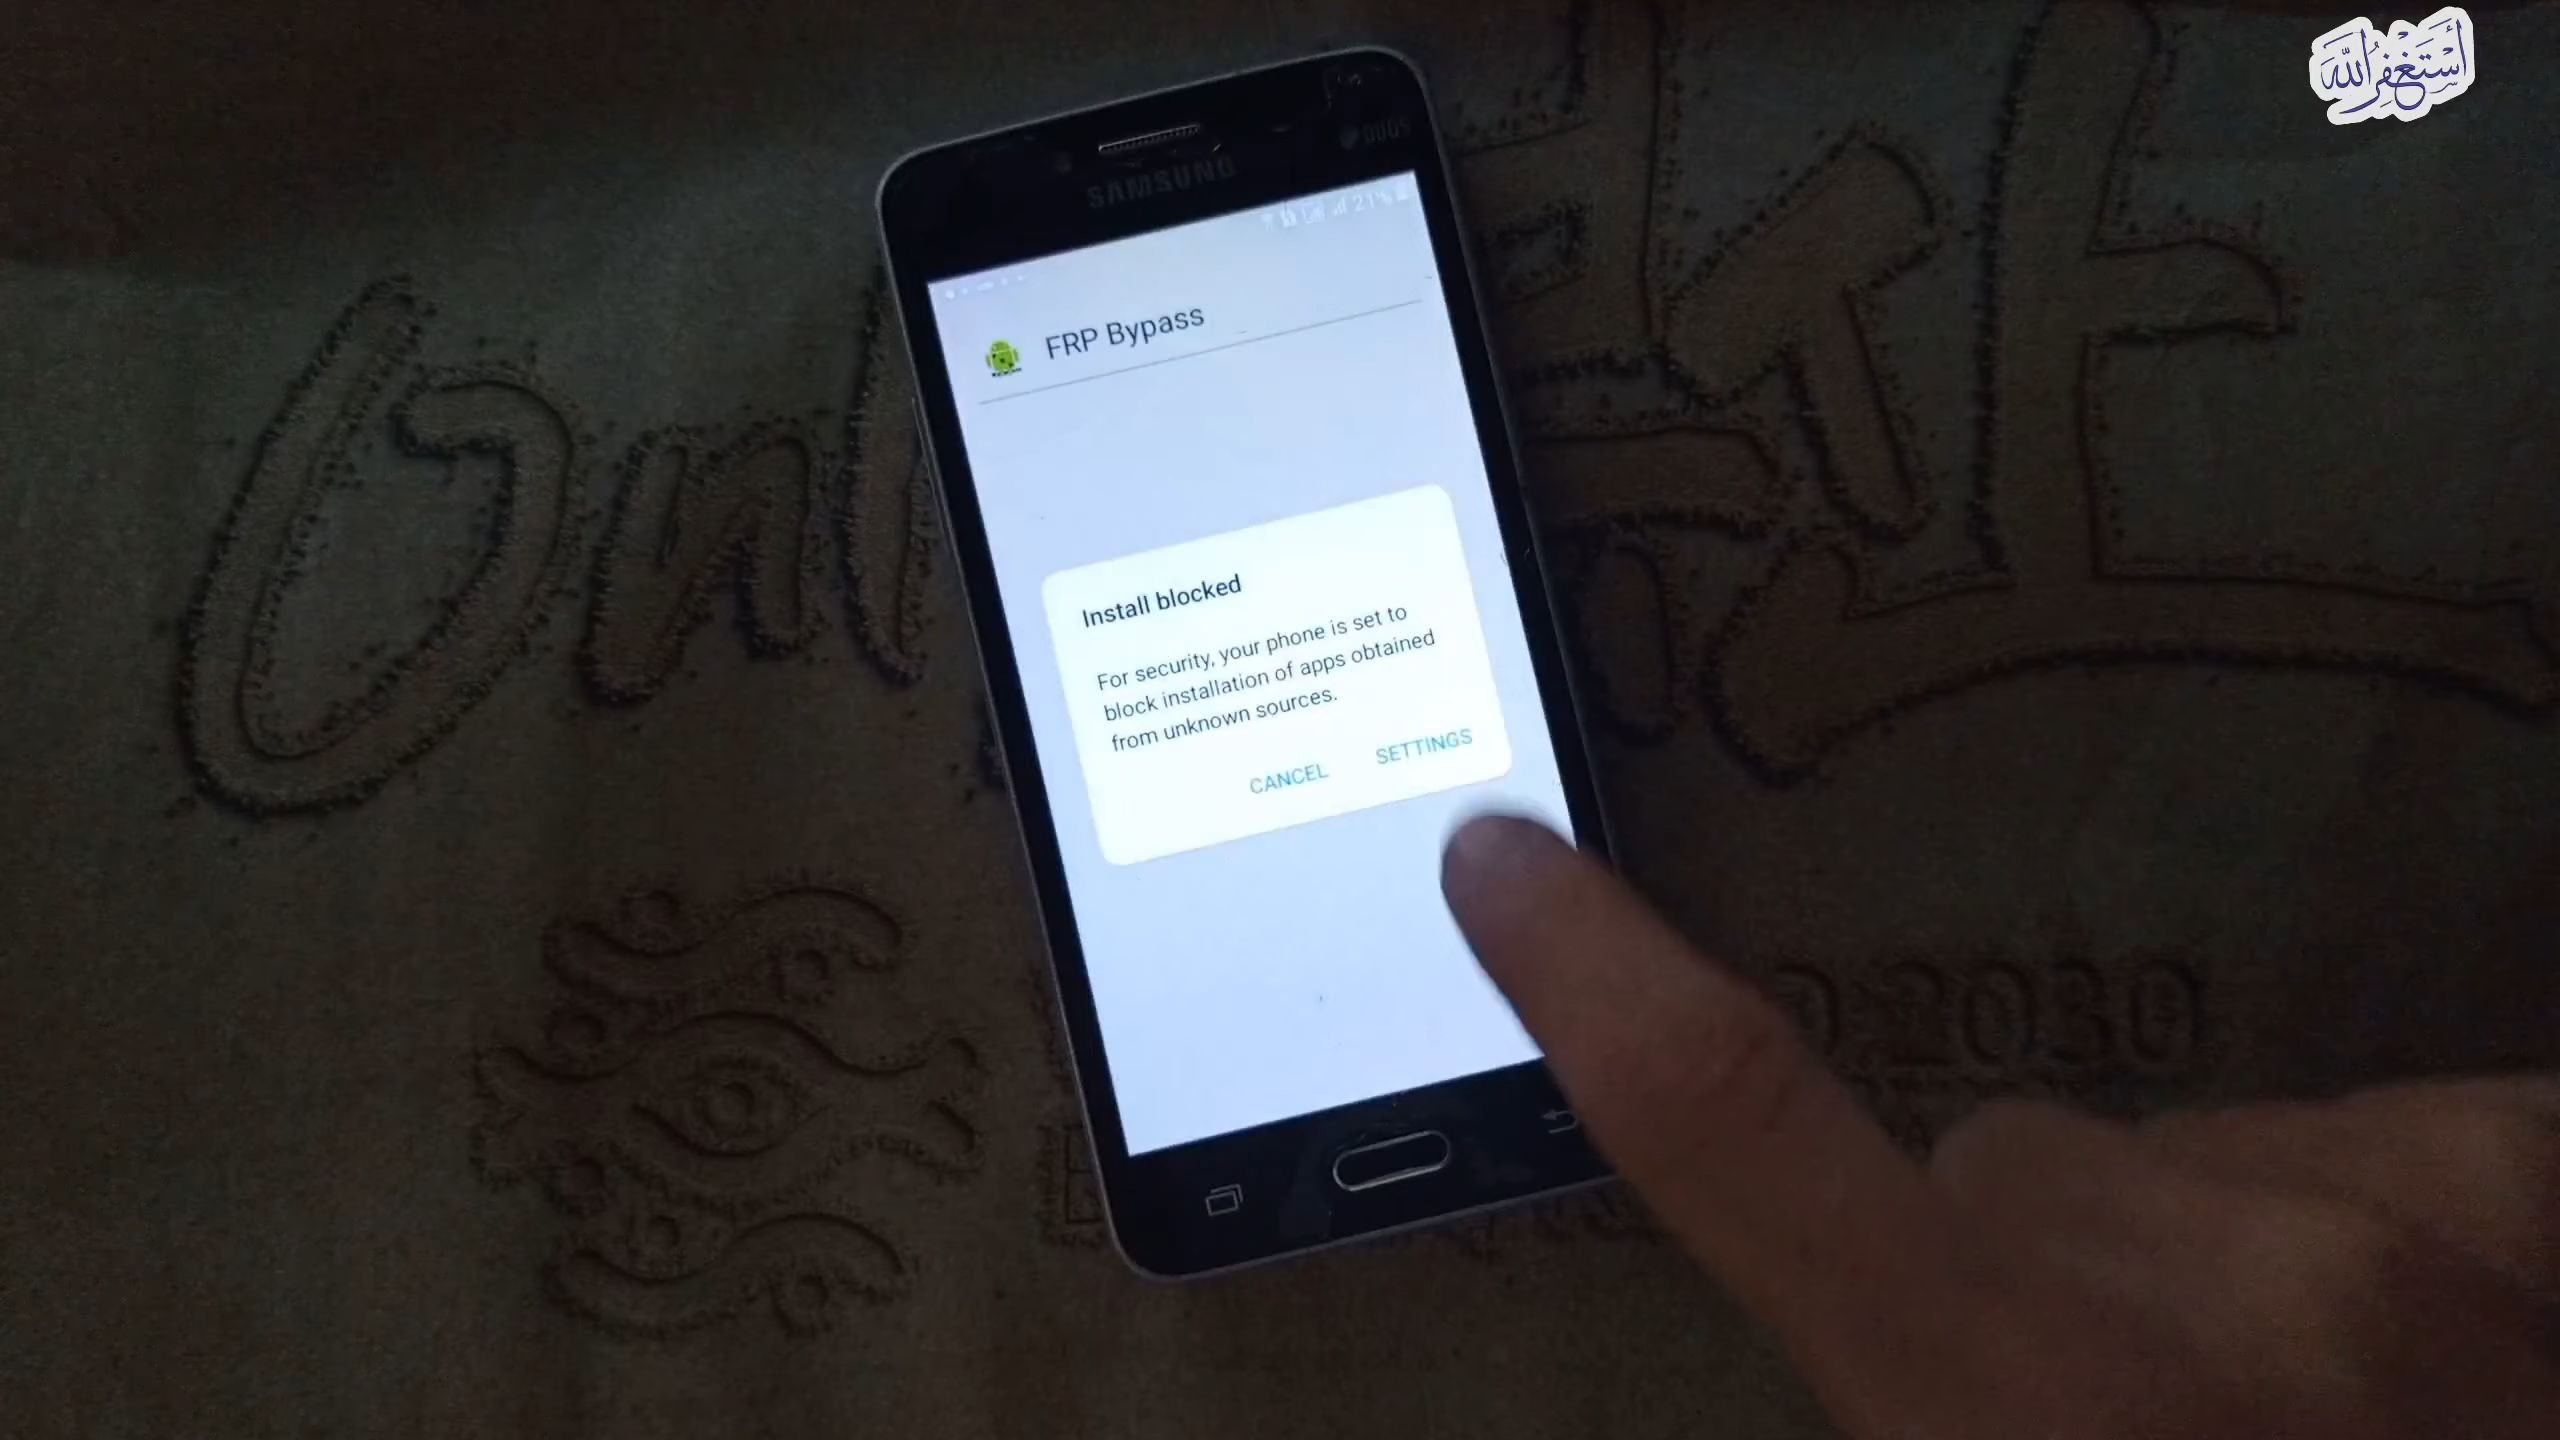 أستغفر الله
DUOS
SAMSUNG
21%
FRP Bypass
Install blocked
For security, your phone is set to
block installation of apps obtained
from unknown sources.
CANCEL
SETTINGS
2030